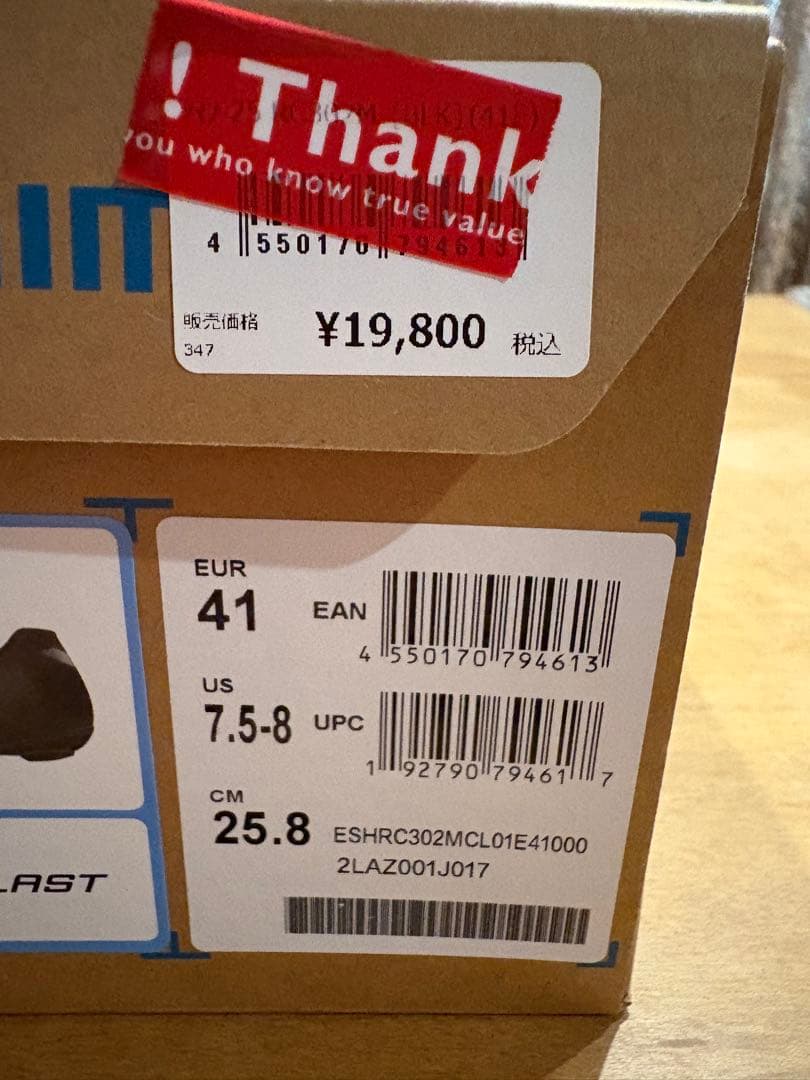 ! Thank
you who know true value
4 550170 794613
販売価格
¥19,800 税込
347
EUR
41
EAN
4 550170 794613
US
7.5-8
UPC
1 92790 79461 7
CM
25.8
ESHRC302MCL01E41000
2LAZ001J017
LAST